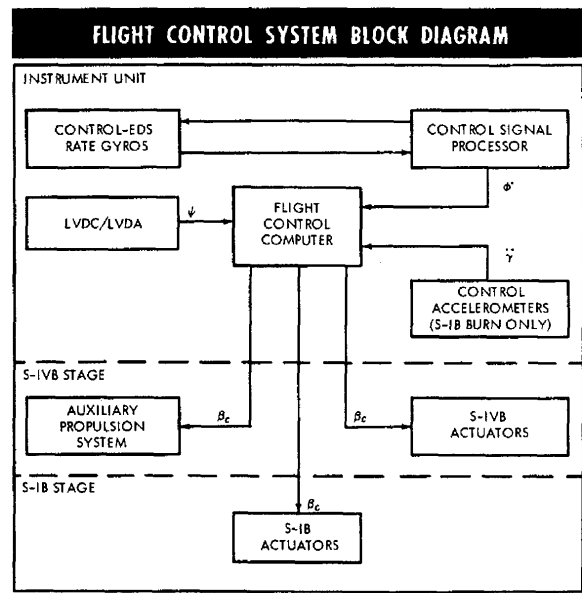 FLIGHT CONTROL SYSTEM BLOCK DIAGRAM
INSTRUMENT UNIT
CONTROL-EDS
RATE GYROS
CONTROL SIGNAL
PROCESSOR
φ̇
LVDC/LVDA
ψ
FLIGHT
CONTROL
COMPUTER
γ̈
CONTROL
ACCELEROMETERS
(S-IB BURN ONLY)
S-IVB STAGE
AUXILIARY
PROPULSION
SYSTEM
βc
βc
S-IVB
ACTUATORS
S-IB STAGE
βc
S-IB
ACTUATORS